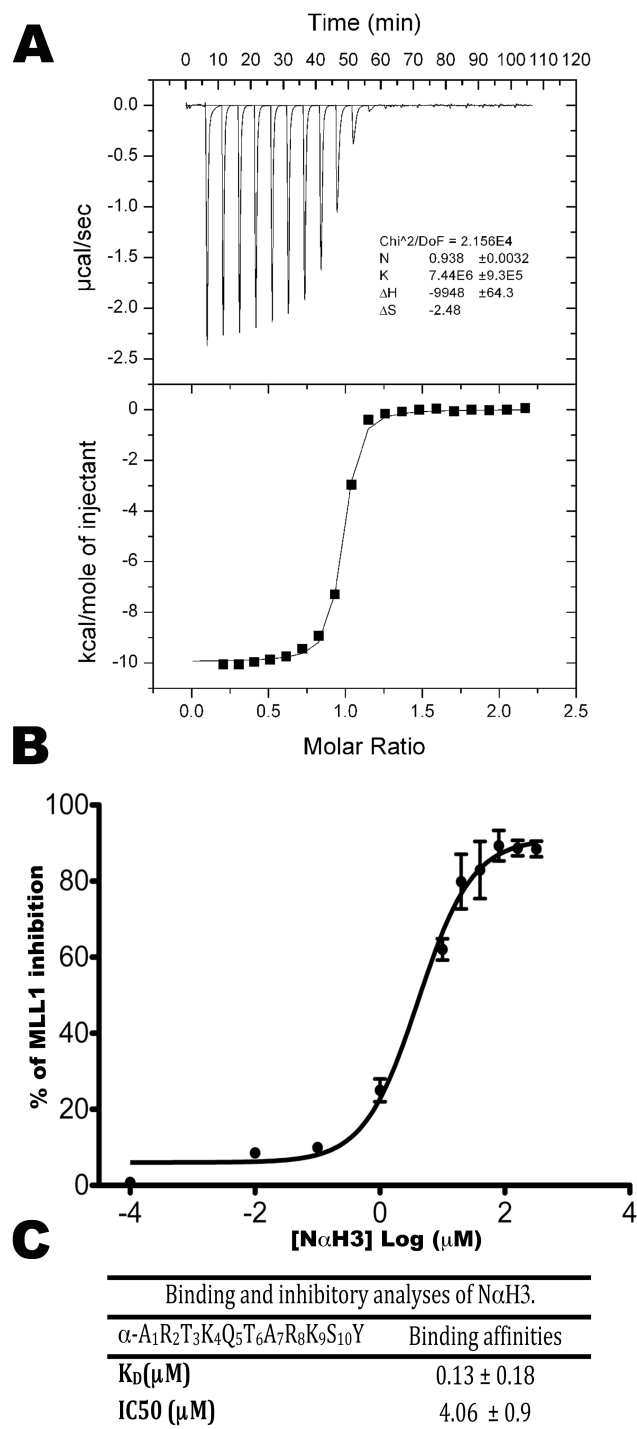 A
Time (min)
0 10 20 30 40 50 60 70 80 90 100 110 120
0.0
-0.5
-1.0
-1.5
-2.0
-2.5
µcal/sec
Chi^2/DoF = 2.156E4
N 0.938 ±0.0032
K 7.44E6 ±9.3E5
ΔH -9948 ±64.3
ΔS -2.48
0
-2
-4
-6
-8
-10
kcal/mole of injectant
0.0 0.5 1.0 1.5 2.0 2.5
Molar Ratio
B
100
80
60
40
20
0
% of MLL1 inhibition
-4 -2 0 2 4
[NαH3] Log (µM)
C
Binding and inhibitory analyses of NαH3.
α-A₁R₂T₃K₄Q₅T₆A₇R₈K₉S₁₀Y Binding affinities
K_D(µM) 0.13 ± 0.18
IC50 (µM) 4.06 ± 0.9